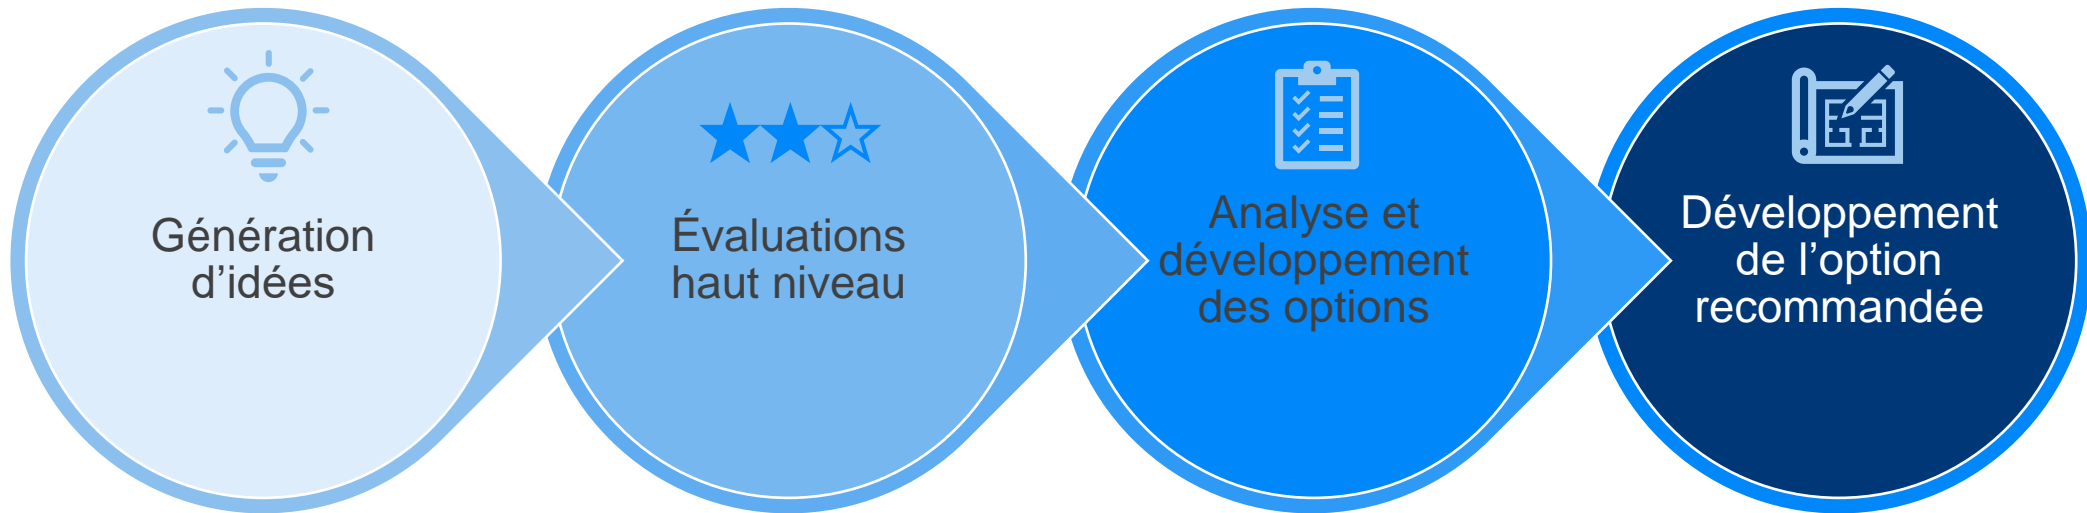 Génération
d’idées
Évaluations
haut niveau
Analyse et
développement
des options
Développement
de l’option
recommandée